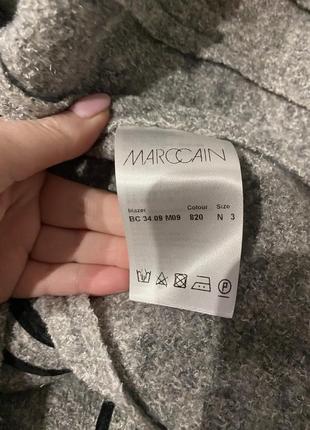 MARCCAIN
blazer Colour Size
BC 34.09 M09 820 N 3
P